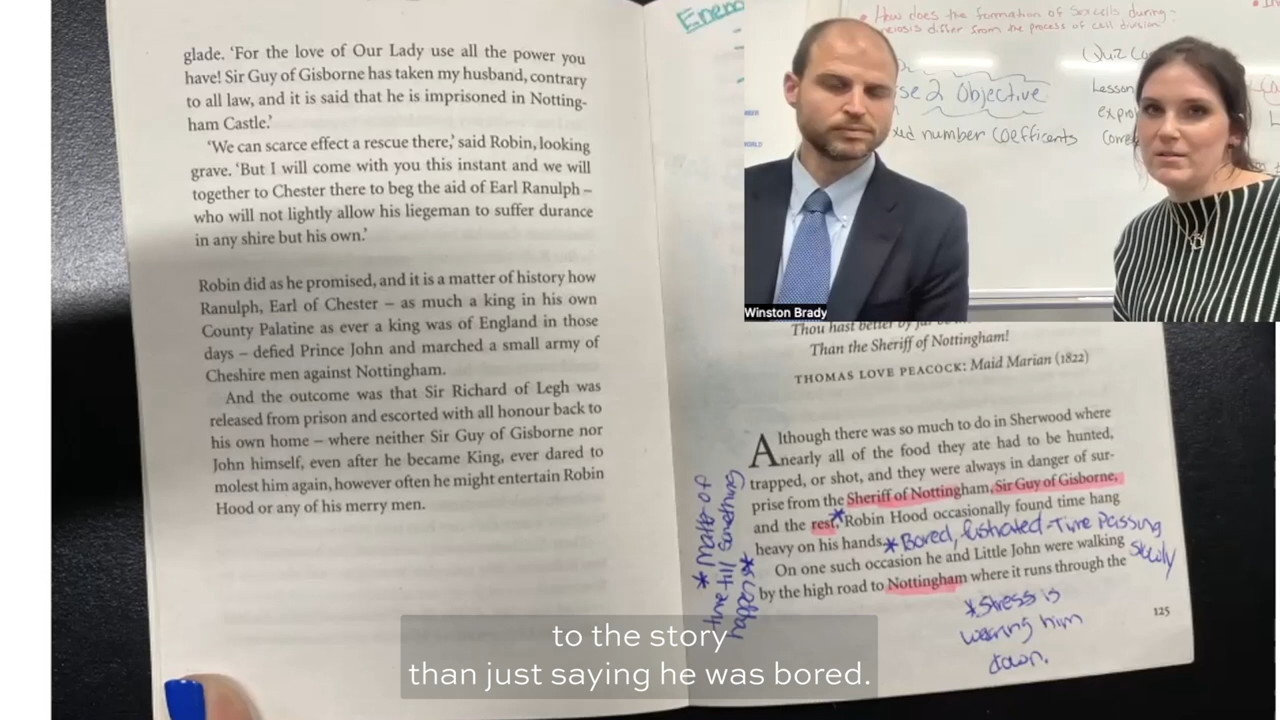 glade. ‘For the love of Our Lady use all the power you
have! Sir Guy of Gisborne has taken my husband, contrary
to all law, and it is said that he is imprisoned in Notting-
ham Castle.’
‘We can scarce effect a rescue there,’ said Robin, looking
grave. ‘But I will come with you this instant and we will
together to Chester there to beg the aid of Earl Ranulph –
who will not lightly allow his liegeman to suffer durance
in any shire but his own.’
Robin did as he promised, and it is a matter of history how
Ranulph, Earl of Chester – as much a king in his own
County Palatine as ever a king was of England in those
days – defied Prince John and marched a small army of
Cheshire men against Nottingham.
And the outcome was that Sir Richard of Legh was
released from prison and escorted with all honour back to
his own home – where neither Sir Guy of Gisborne nor
John himself, even after he became King, ever dared to
molest him again, however often he might entertain Robin
Hood or any of his merry men.
How does the formation of Sex cells during
differ from the process of cell division?
Quiz
2 Objective
Lesson
number Coefficents
WORLD
Winston Brady
Thou hast better by
Than the Sheriff of Nottingham!
THOMAS LOVE PEACOCK: Maid Marian (1822)
Although there was so much to do in Sherwood where
nearly all of the food they ate had to be hunted,
trapped, or shot, and they were always in danger of sur-
prise from the Sheriff of Nottingham, Sir Guy of Gisborne,
and the rest, * Robin Hood occasionally found time hang
heavy on his hands. * Bored, fustrated - Time Passing
slowly
On one such occasion he and Little John were walking
by the high road to Nottingham where it runs through the
* Stress is
wearing him
down.
125
* Matter of
time till something
happens *
to the story
than just saying he was bored.